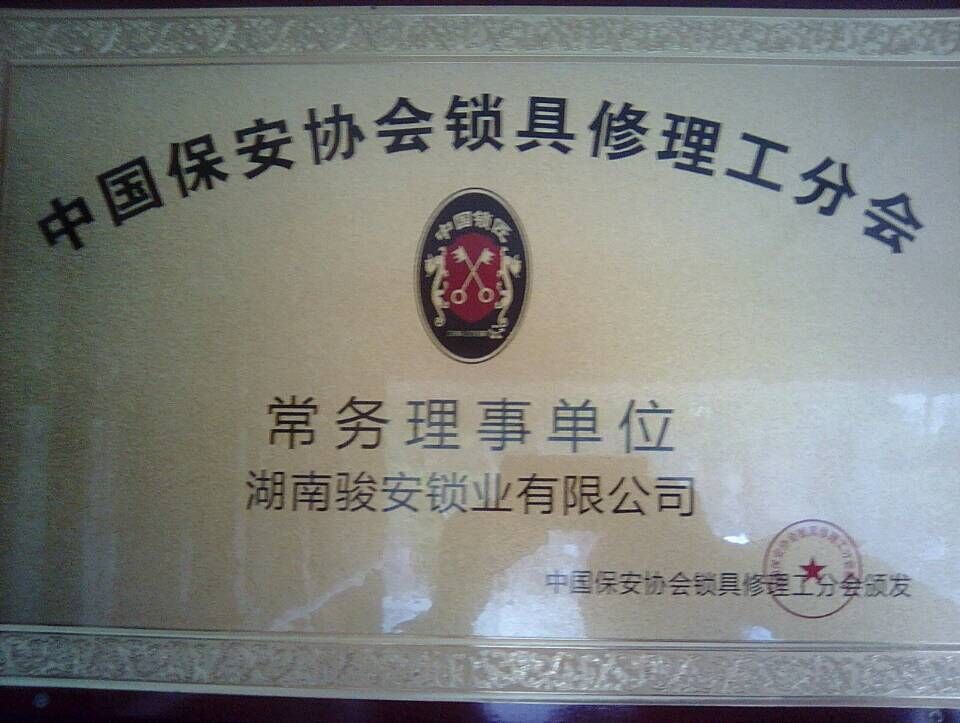 中国保安协会锁具修理工分会
中国锁匠
常务理事单位
湖南骏安锁业有限公司
中国保安协会锁具修理工分会颁发